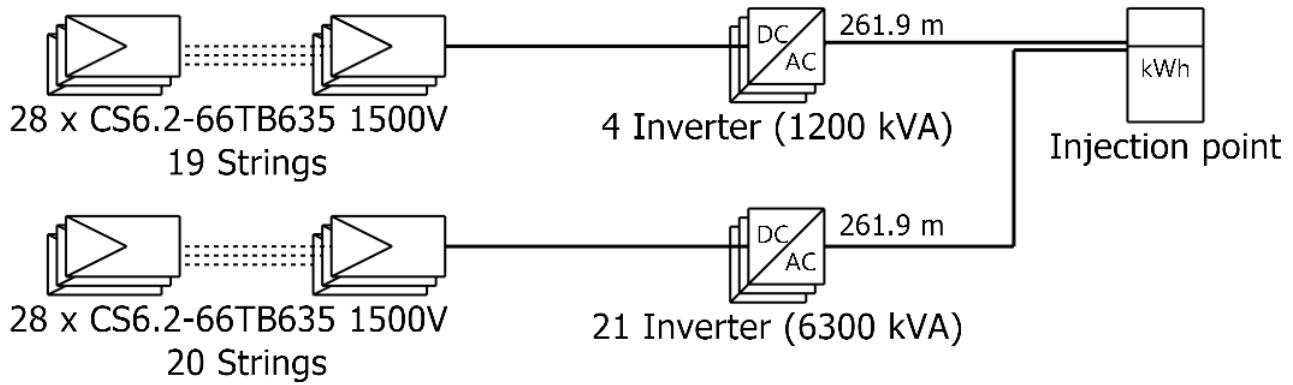 DC
AC
261.9 m
kWh
28 x CS6.2-66TB635 1500V
19 Strings
4 Inverter (1200 kVA)
Injection point
DC
AC
261.9 m
28 x CS6.2-66TB635 1500V
20 Strings
21 Inverter (6300 kVA)